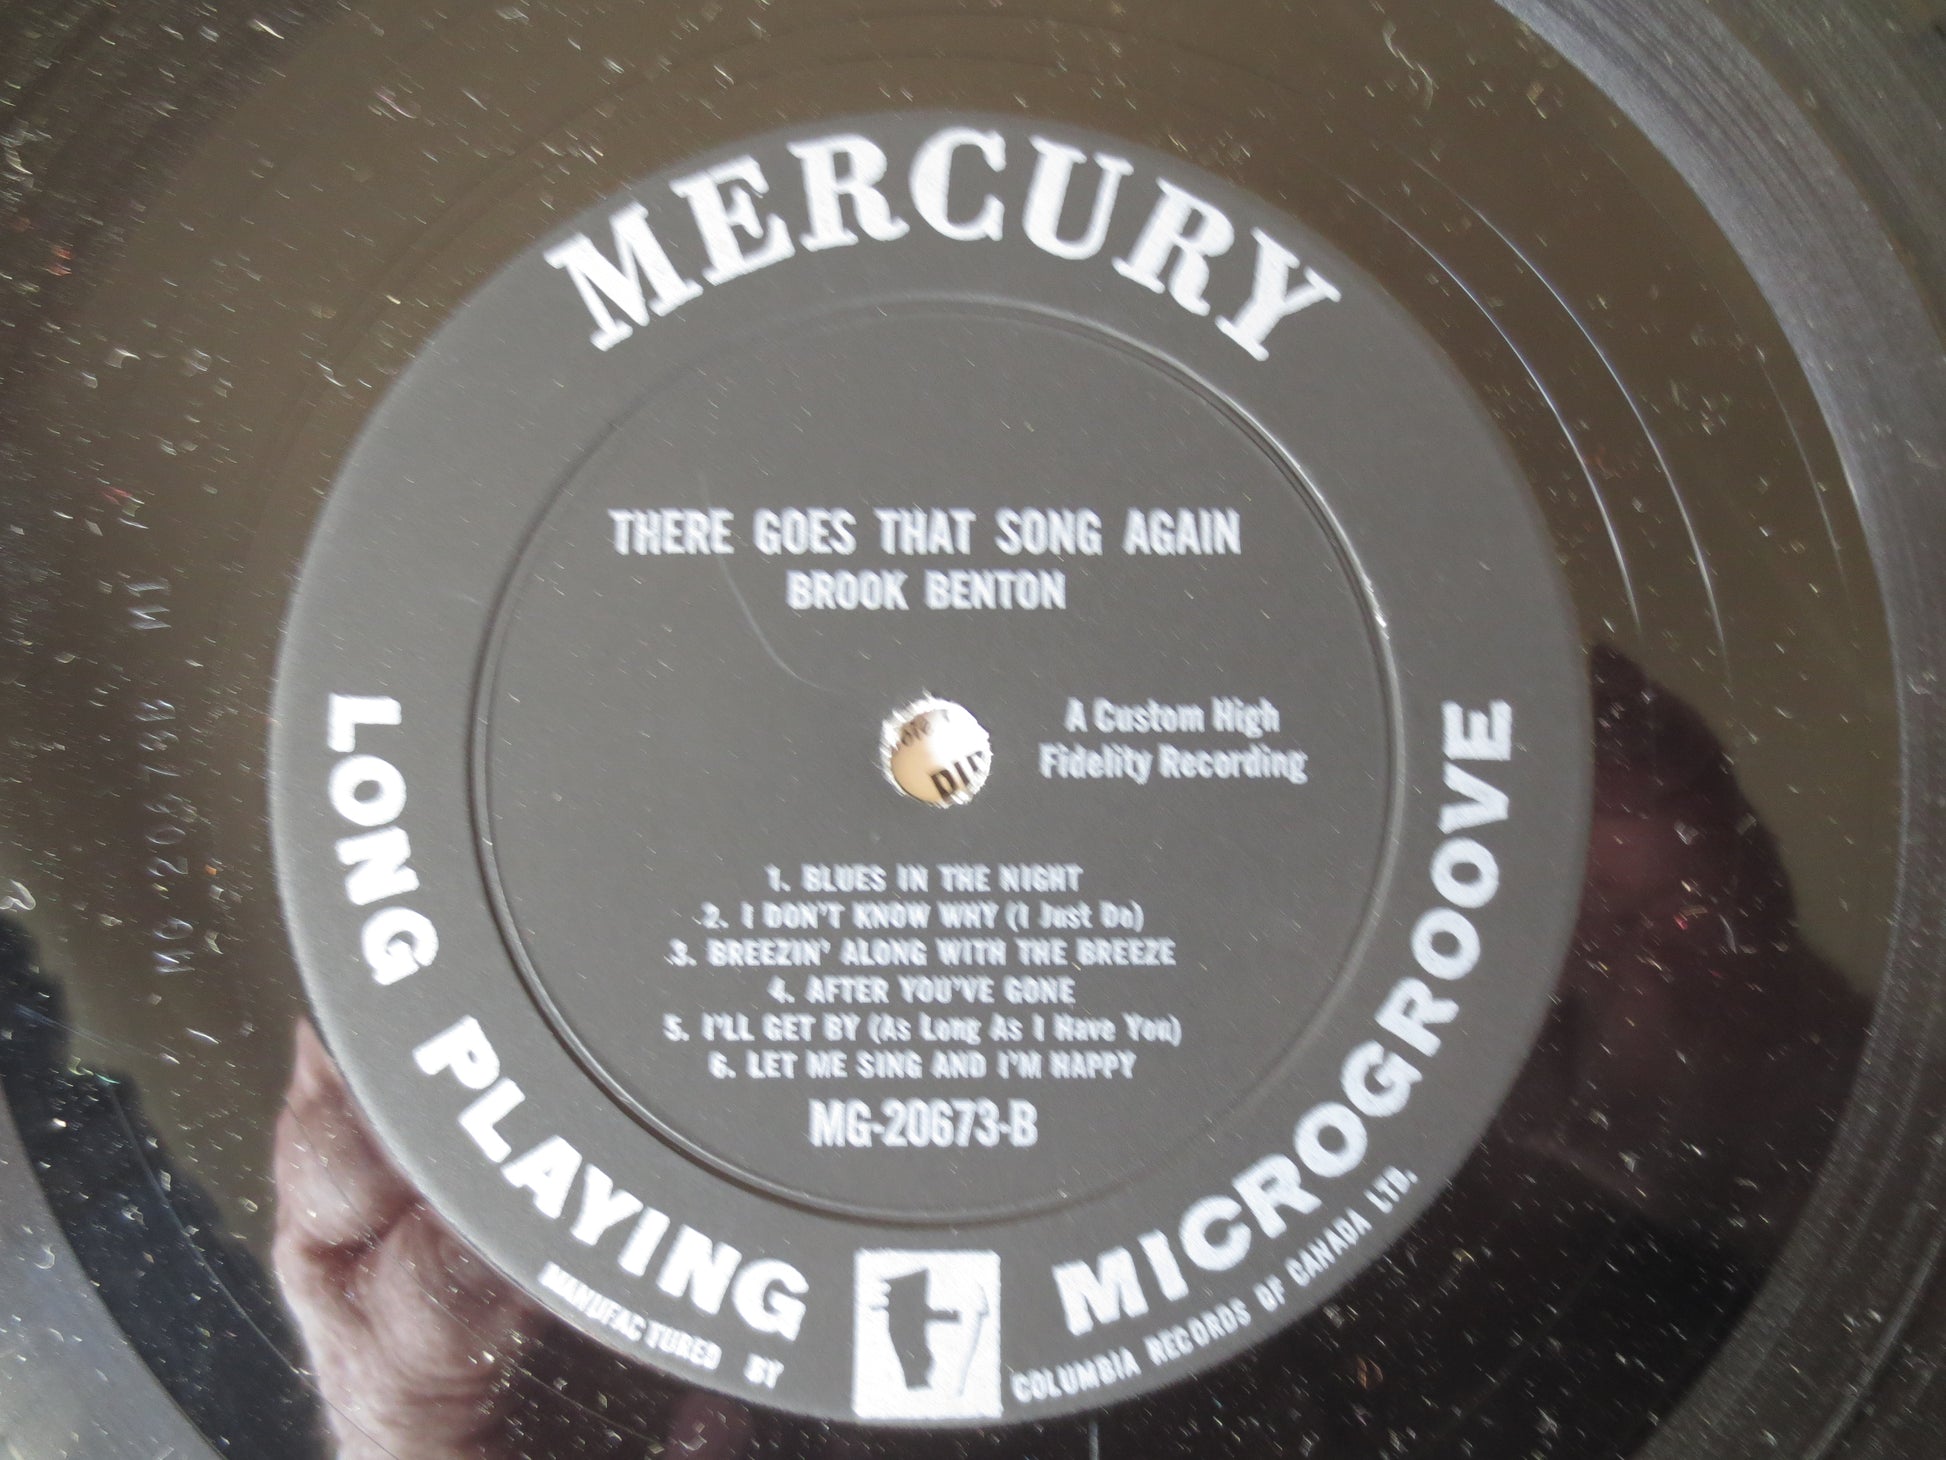 MERCURY
THERE GOES THAT SONG AGAIN
BROOK BENTON
A Custom High
Fidelity Recording
1. BLUES IN THE NIGHT
2. I DON'T KNOW WHY (I Just Do)
3. BREEZIN' ALONG WITH THE BREEZE
4. AFTER YOU'VE GONE
5. I'LL GET BY (As Long As I Have You)
6. LET ME SING AND I'M HAPPY
MG-20673-B
LONG PLAYING
MICROGROOVE
MANUFACTURED BY
COLUMBIA RECORDS OF CANADA LTD.